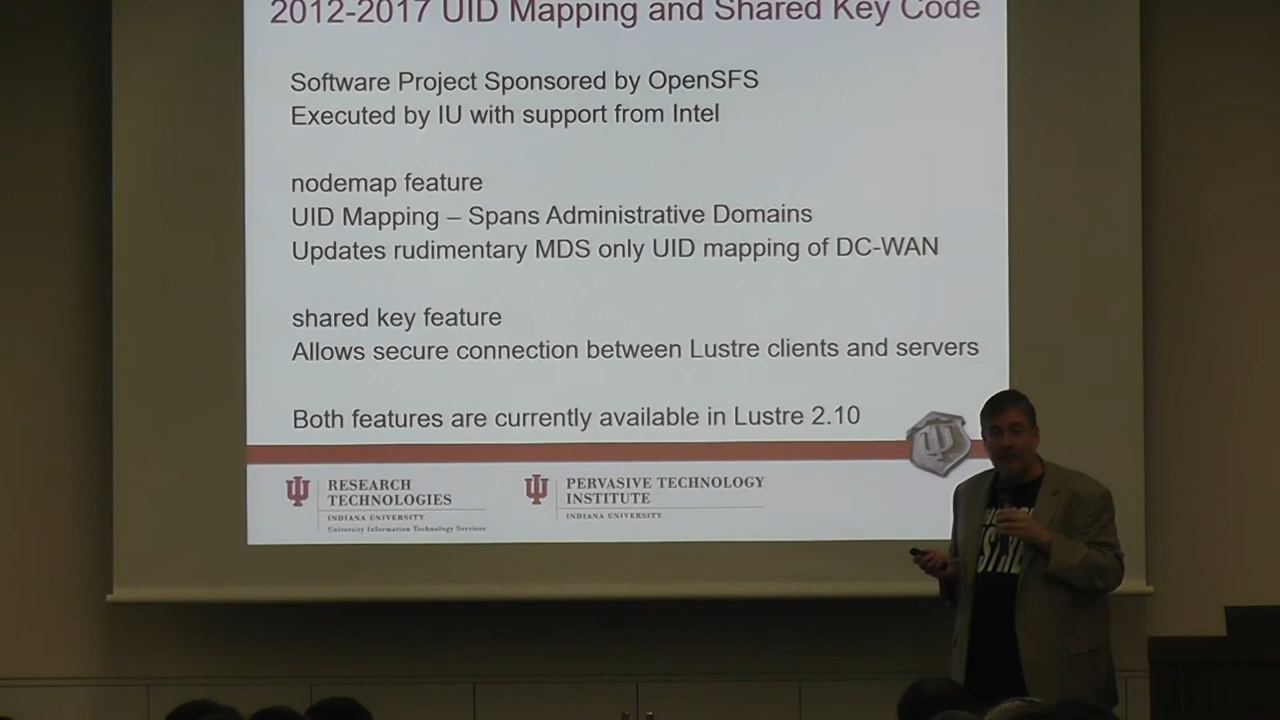 2012-2017 UID Mapping and Shared Key Code
Software Project Sponsored by OpenSFS
Executed by IU with support from Intel
nodemap feature
UID Mapping – Spans Administrative Domains
Updates rudimentary MDS only UID mapping of DC-WAN
shared key feature
Allows secure connection between Lustre clients and servers
Both features are currently available in Lustre 2.10
RESEARCH
TECHNOLOGIES
INDIANA UNIVERSITY
University Information Technology Services
PERVASIVE TECHNOLOGY
INSTITUTE
INDIANA UNIVERSITY